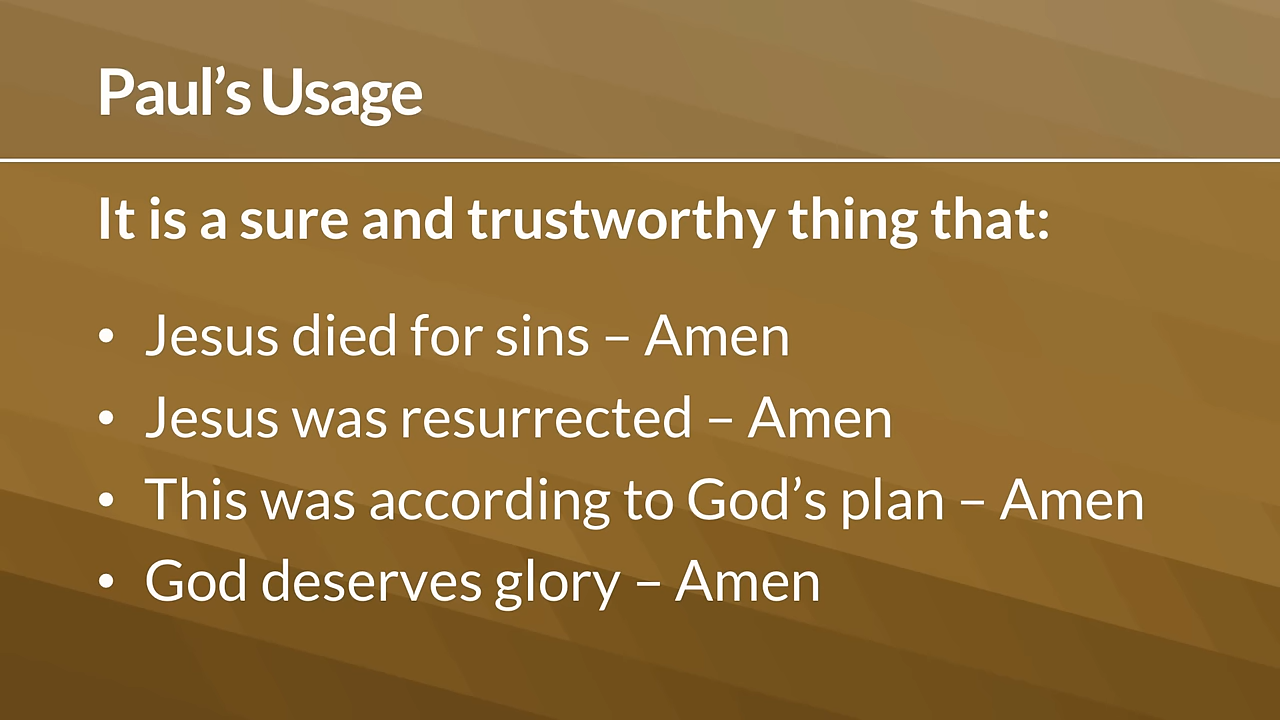 Paul’s Usage
It is a sure and trustworthy thing that:
• Jesus died for sins – Amen
• Jesus was resurrected – Amen
• This was according to God’s plan – Amen
• God deserves glory – Amen